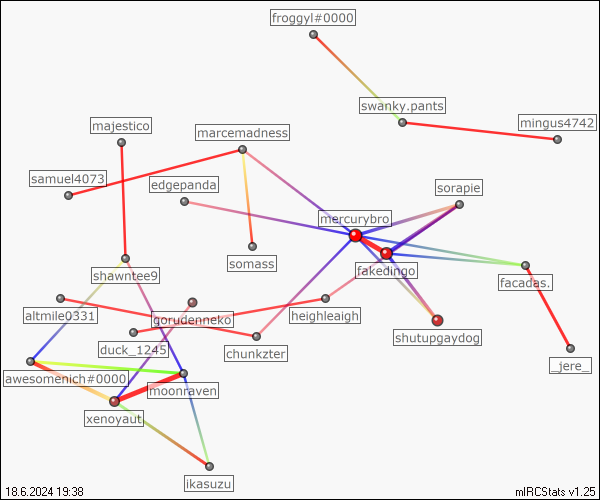 froggyl#0000
swanky.pants
mingus4742
majestico
marcemadness
samuel4073
edgepanda
sorapie
mercurybro
somass
fakedingo
shawntee9
facadas.
altmile0331
gorudenneko
heighleaigh
shutupgaydog
duck_1245
chunkzter
_jere_
awesomenich#0000
moonraven
xenoyaut
ikasuzu
18.6.2024 19:38
mIRCStats v1.25